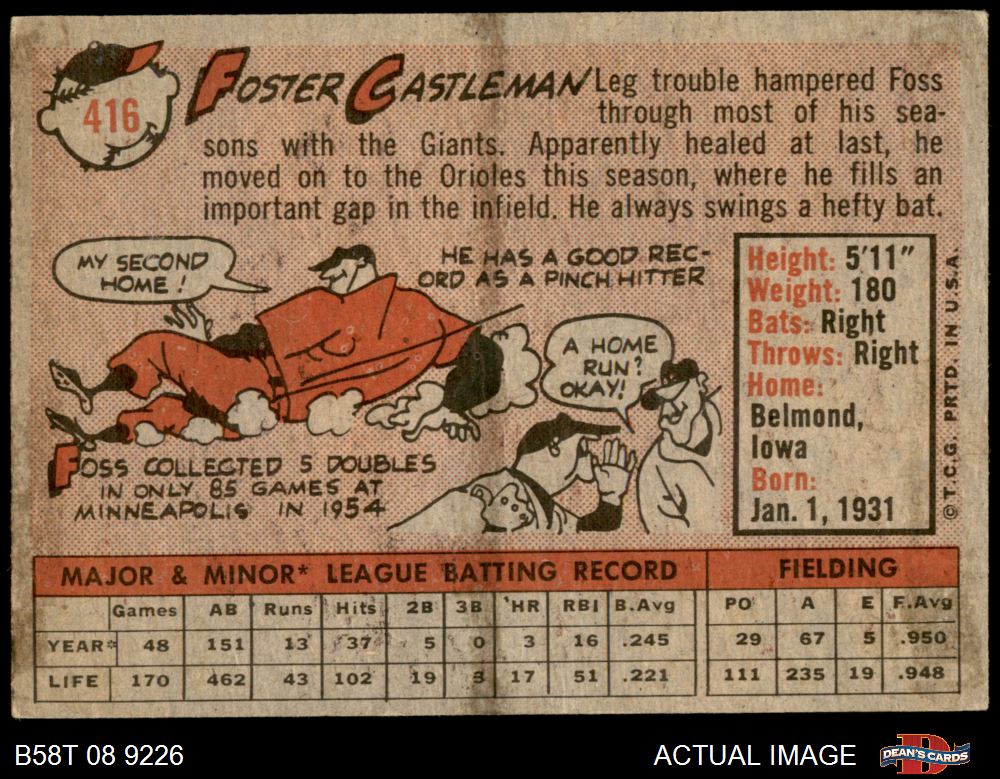 416
FOSTER CASTLEMAN Leg trouble hampered Foss
through most of his sea-
sons with the Giants. Apparently healed at last, he
moved on to the Orioles this season, where he fills an
important gap in the infield. He always swings a hefty bat.
MY SECOND
HOME!
HE HAS A GOOD REC-
ORD AS A PINCH HITTER
A HOME
RUN?
OKAY!
FOSS COLLECTED 5 DOUBLES
IN ONLY 85 GAMES AT
MINNEAPOLIS IN 1954
Height: 5'11"
Weight: 180
Bats: Right
Throws: Right
Home:
Belmond,
Iowa
Born:
Jan. 1, 1931
© T.C.G. PRTD. IN U.S.A.
MAJOR & MINOR* LEAGUE BATTING RECORD FIELDING
Games AB Runs Hits 2B 3B HR RBI B.Avg PO A E F.Avg
YEAR* 48 151 13 37 5 0 3 16 .245 29 67 5 .950
LIFE 170 462 43 102 19 3 17 51 .221 111 235 19 .948
B58T 08 9226 ACTUAL IMAGE DEAN'S CARDS